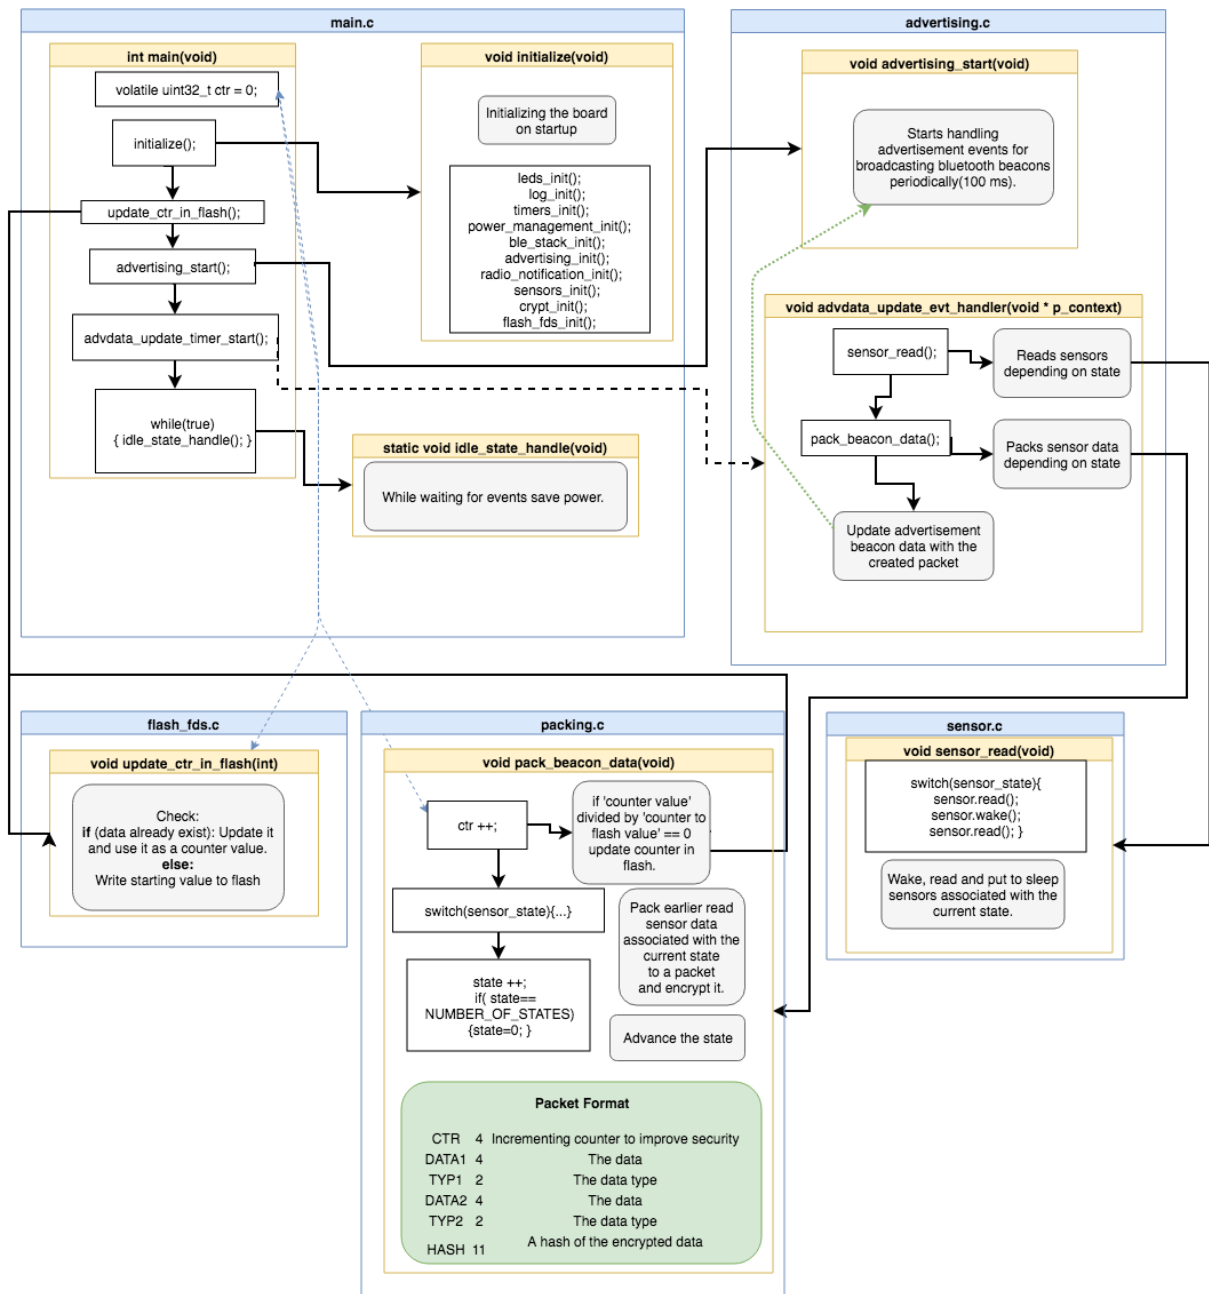 main.c
int main(void)
volatile uint32_t ctr = 0;
initialize();
update_ctr_in_flash();
advertising_start();
advdata_update_timer_start();
while(true)
{ idle_state_handle(); }
void initialize(void)
Initializing the board
on startup
leds_init();
log_init();
timers_init();
power_management_init();
ble_stack_init();
advertising_init();
radio_notification_init();
sensors_init();
crypt_init();
flash_fds_init();
static void idle_state_handle(void)
While waiting for events save power.
advertising.c
void advertising_start(void)
Starts handling
advertisement events for
broadcasting bluetooth beacons
periodically(100 ms).
void advdata_update_evt_handler(void * p_context)
sensor_read();
Reads sensors
depending on state
pack_beacon_data();
Packs sensor data
depending on state
Update advertisement
beacon data with the
created packet
flash_fds.c
void update_ctr_in_flash(int)
Check:
if (data already exist): Update it
and use it as a counter value.
else:
Write starting value to flash
packing.c
void pack_beacon_data(void)
ctr ++;
if 'counter value'
divided by 'counter to
flash value' == 0
update counter in
flash.
switch(sensor_state){...}
Pack earlier read
sensor data
associated with the
current state
to a packet
and encrypt it.
state ++;
if( state==
NUMBER_OF_STATES)
{state=0; }
Advance the state
Packet Format
CTR 4 Incrementing counter to improve security
DATA1 4 The data
TYP1 2 The data type
DATA2 4 The data
TYP2 2 The data type
HASH 11 A hash of the encrypted data
sensor.c
void sensor_read(void)
switch(sensor_state){
sensor.read();
sensor.wake();
sensor.read(); }
Wake, read and put to sleep
sensors associated with the
current state.